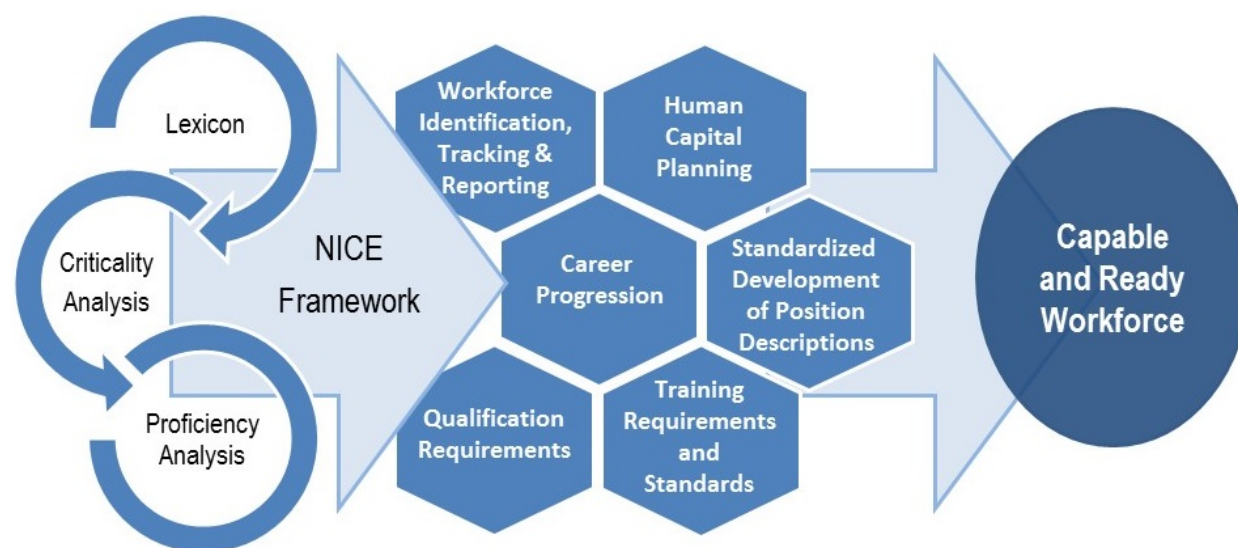 Lexicon
Criticality
Analysis
Proficiency
Analysis
NICE
Framework
Workforce
Identification,
Tracking &
Reporting
Human
Capital
Planning
Career
Progression
Standardized
Development
of Position
Descriptions
Qualification
Requirements
Training
Requirements
and
Standards
Capable
and Ready
Workforce